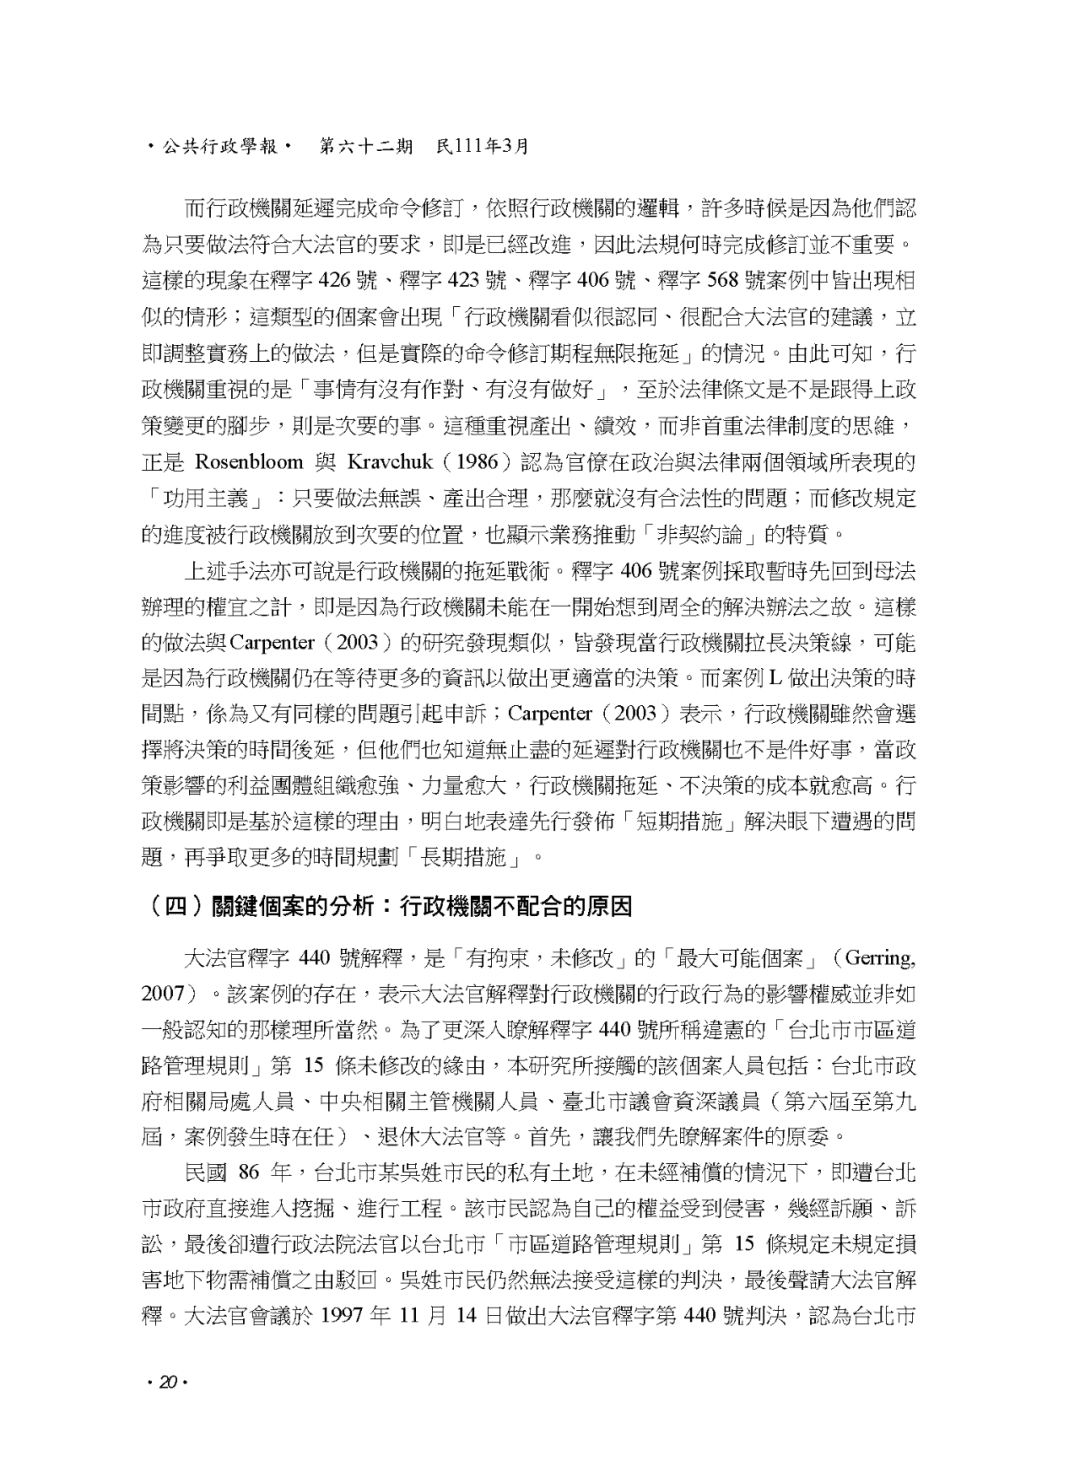 •公共行政學報• 第六十二期 民111年3月
而行政機關延遲完成命令修訂，依照行政機關的邏輯，許多時候是因為他們認
為只要做法符合大法官的要求，即是已經改進，因此法規何時完成修訂並不重要。
這樣的現象在釋字 426 號、釋字 423 號、釋字 406 號、釋字 568 號案例中皆出現相
似的情形；這類型的個案會出現「行政機關看似很認同、很配合大法官的建議，立
即調整實務上的做法，但是實際的命令修訂期程無限拖延」的情況。由此可知，行
政機關重視的是「事情有沒有作對、有沒有做好」，至於法律條文是不是跟得上政
策變更的腳步，則是次要的事。這種重視產出、績效，而非首重法律制度的思維，
正是 Rosenbloom 與 Kravchuk（1986）認為官僚在政治與法律兩個領域所表現的
「功用主義」：只要做法無誤、產出合理，那麼就沒有合法性的問題；而修改規定
的進度被行政機關放到次要的位置，也顯示業務推動「非契約論」的特質。
上述手法亦可說是行政機關的拖延戰術。釋字 406 號案例採取暫時先回到母法
辦理的權宜之計，即是因為行政機關未能在一開始想到周全的解決辦法之故。這樣
的做法與Carpenter（2003）的研究發現類似，皆發現當行政機關拉長決策線，可能
是因為行政機關仍在等待更多的資訊以做出更適當的決策。而案例 L 做出決策的時
間點，係為又有同樣的問題引起申訴；Carpenter（2003）表示，行政機關雖然會選
擇將決策的時間後延，但他們也知道無止盡的延遲對行政機關也不是件好事，當政
策影響的利益團體組織愈強、力量愈大，行政機關拖延、不決策的成本就愈高。行
政機關即是基於這樣的理由，明白地表達先行發佈「短期措施」解決眼下遭遇的問
題，再爭取更多的時間規劃「長期措施」。
（四）關鍵個案的分析：行政機關不配合的原因
大法官釋字 440 號解釋，是「有拘束，未修改」的「最大可能個案」（Gerring,
2007）。該案例的存在，表示大法官解釋對行政機關的行政行為的影響權威並非如
一般認知的那樣理所當然。為了更深入瞭解釋字 440 號所稱違憲的「台北市市區道
路管理規則」第 15 條未修改的緣由，本研究所接觸的該個案人員包括：台北市政
府相關局處人員、中央相關主管機關人員、臺北市議會資深議員（第六屆至第九
屆，案例發生時在任）、退休大法官等。首先，讓我們先瞭解案件的原委。
民國 86 年，台北市某吳姓市民的私有土地，在未經補償的情況下，即遭台北
市政府直接進入挖掘、進行工程。該市民認為自己的權益受到侵害，幾經訴願、訴
訟，最後卻遭行政法院法官以台北市「市區道路管理規則」第 15 條規定未規定損
害地下物需補償之由駁回。吳姓市民仍然無法接受這樣的判決，最後聲請大法官解
釋。大法官會議於 1997 年 11 月 14 日做出大法官釋字第 440 號判決，認為台北市
•20•